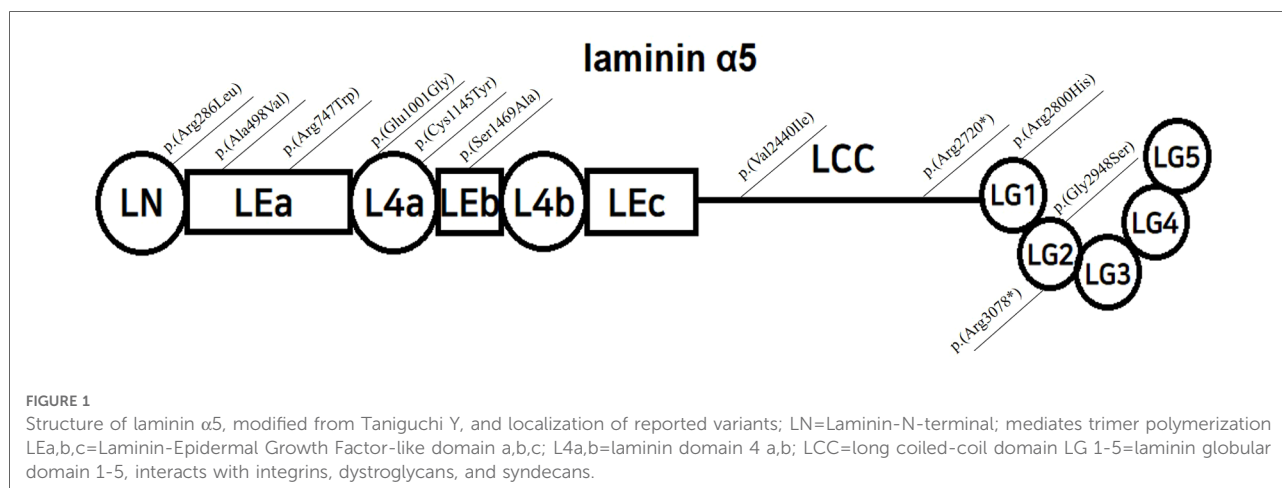 laminin α5
p.(Arg286Leu)
p.(Ala498Val)
p.(Arg747Trp)
p.(Glu1001Gly)
p.(Cys1145Tyr)
p.(Ser1469Ala)
p.(Val2440Ile)
p.(Arg2720*)
p.(Arg2800His)
p.(Gly2948Ser)
p.(Arg3078*)
LN
LEa
L4a
LEb
L4b
LEc
LCC
LG1
LG2
LG3
LG4
LG5
FIGURE 1
Structure of laminin α5, modified from Taniguchi Y, and localization of reported variants; LN=Laminin-N-terminal; mediates trimer polymerization
LEa,b,c=Laminin-Epidermal Growth Factor-like domain a,b,c; L4a,b=laminin domain 4 a,b; LCC=long coiled-coil domain LG 1-5=laminin globular
domain 1-5, interacts with integrins, dystroglycans, and syndecans.